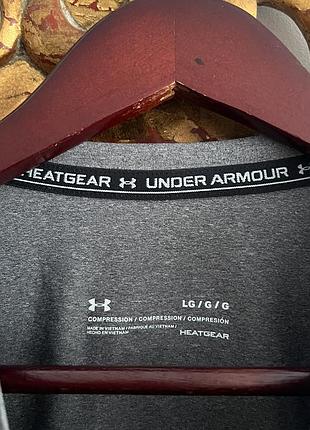 HEATGEAR UNDER ARMOUR
LG / G / G
COMPRESSION / COMPRESSION / COMPRESIÓN
MADE IN VIETNAM / FABRIQUÉ AU VIETNAM /
HECHO EN VIETNAM
HEATGEAR